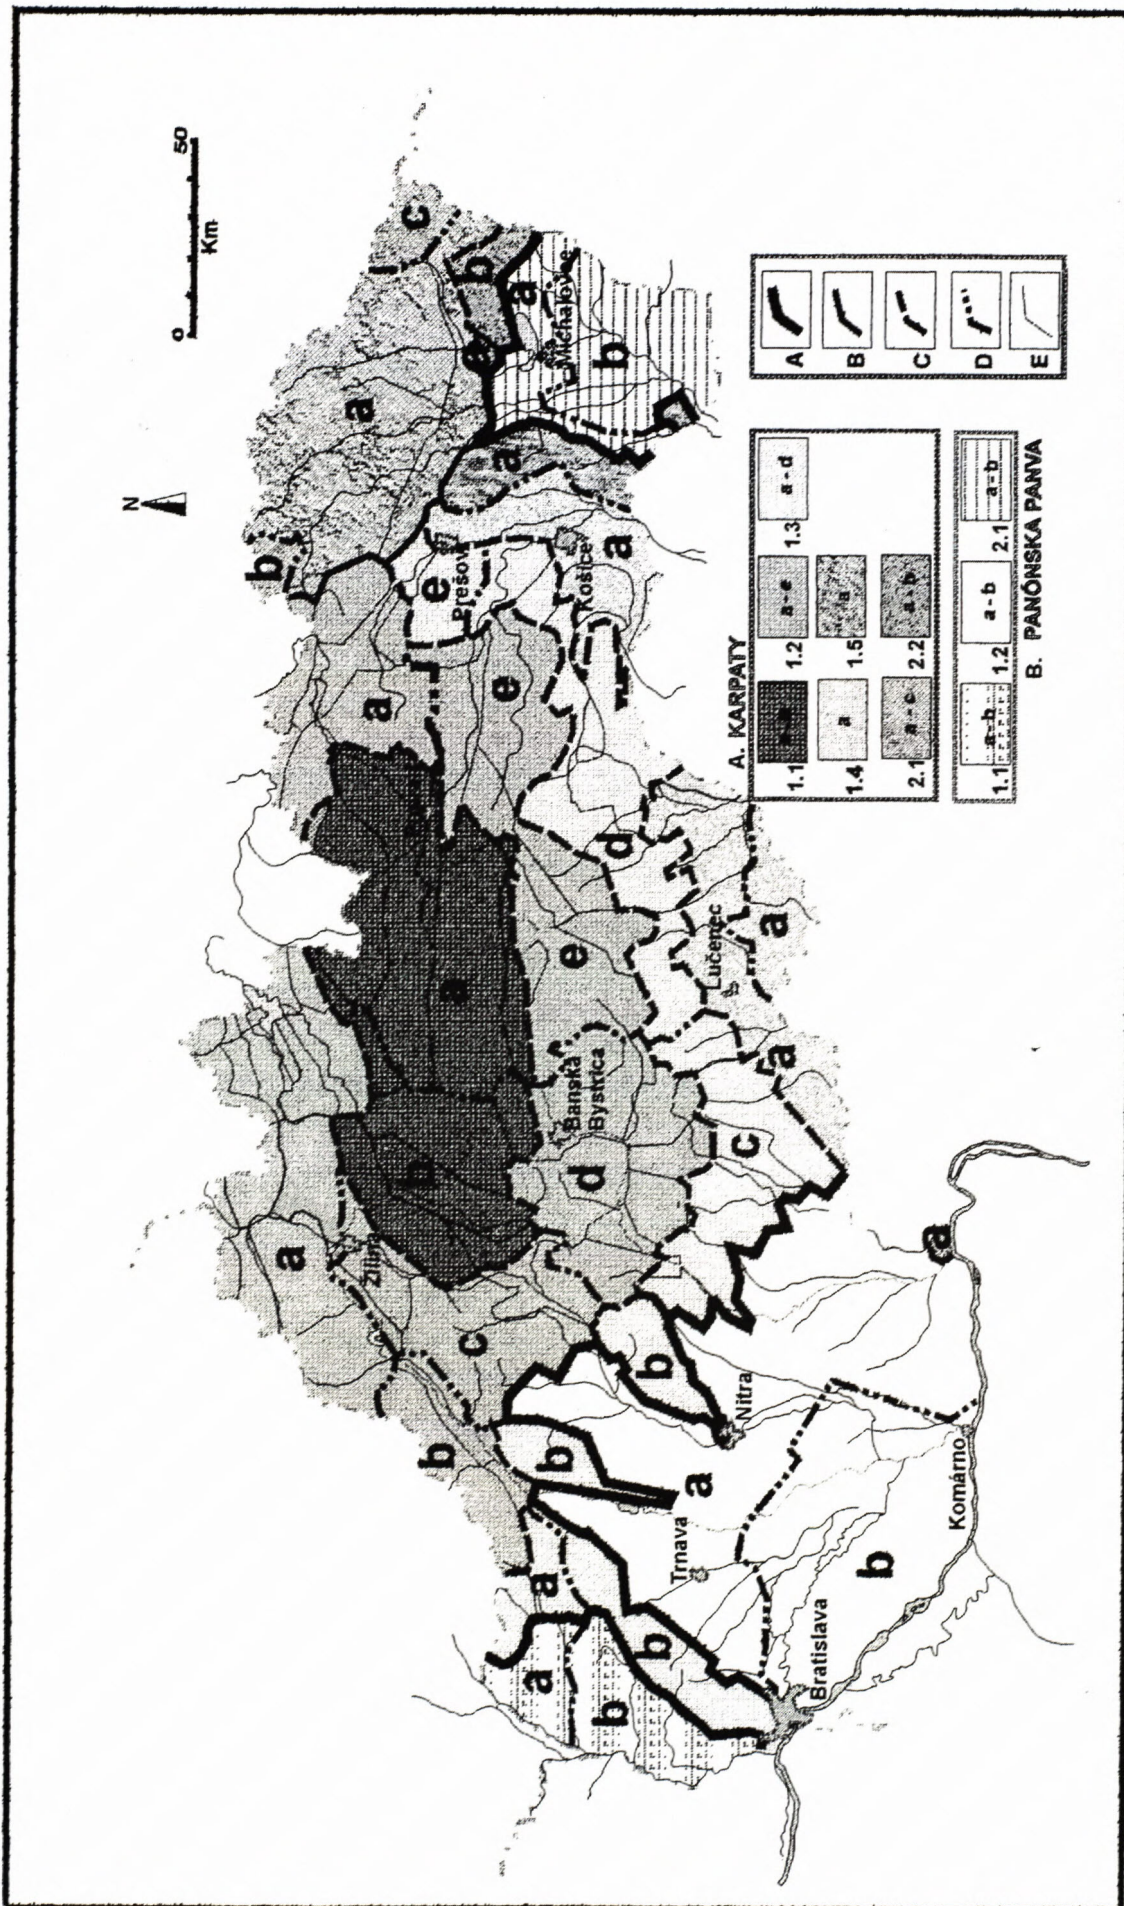 N
0 50
Km
b
a
c
a
b
a
e
Prešov
a
a
b
Michalovce
a
Žilina
b
a
e
a
Košice
b
c
d
Banská
Bystrica
e
d
b
b
c
a
Lučenec
a
a
a
b
b
Trnava
a
Nitra
Bratislava
b
Komárno
a
A. KARPATY
1.1 a-b
1.2 a-e
1.3 a-d
1.4 a
1.5 a
2.1 a-c
2.2 a-b
B. PANÓNSKA PANVA
1.1 a-b
1.2 a-b
2.1 a-b
A
B
C
D
E